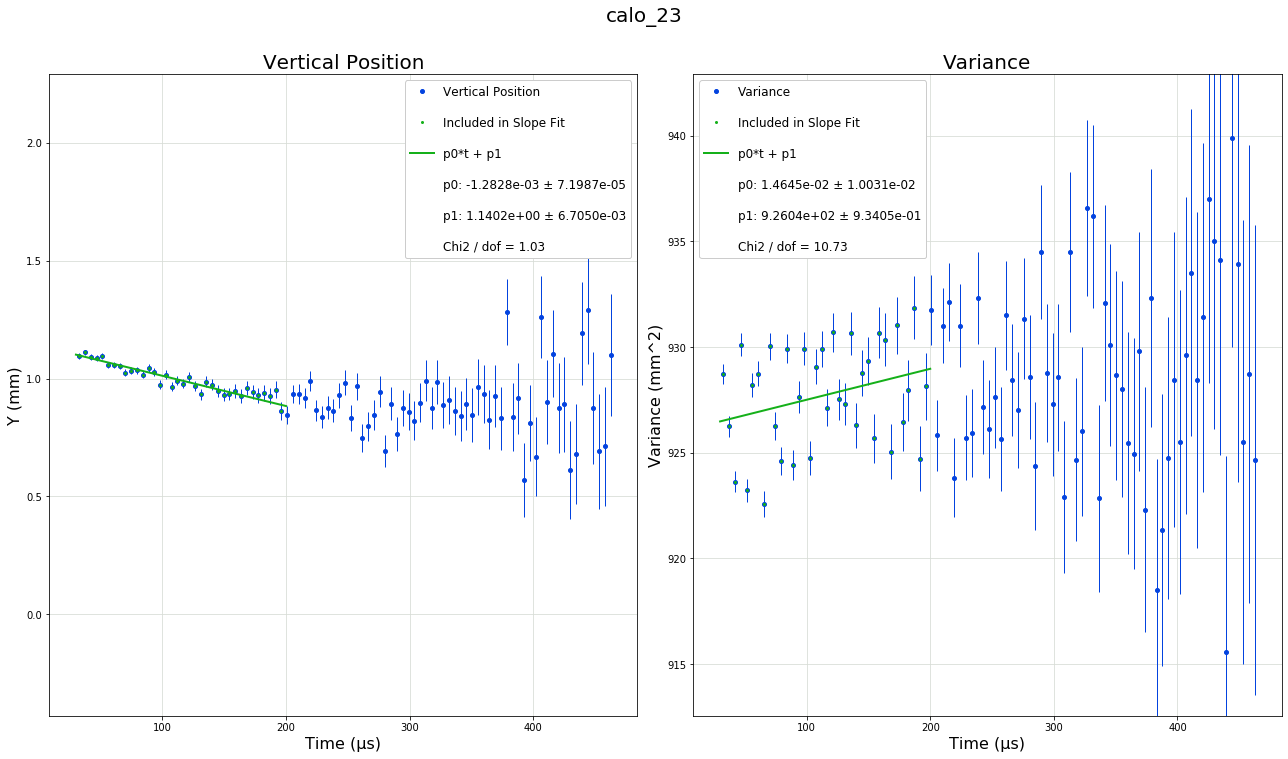 calo_23
Vertical Position
Vertical Position
Included in Slope Fit
p0*t + p1
p0: -1.2828e-03 ± 7.1987e-05
p1: 1.1402e+00 ± 6.7050e-03
Chi2 / dof = 1.03
2.0
1.5
1.0
0.5
0.0
Y (mm)
100
200
300
400
Time (μs)
Variance
Variance
Included in Slope Fit
p0*t + p1
p0: 1.4645e-02 ± 1.0031e-02
p1: 9.2604e+02 ± 9.3405e-01
Chi2 / dof = 10.73
940
935
930
925
920
915
Variance (mm^2)
100
200
300
400
Time (μs)